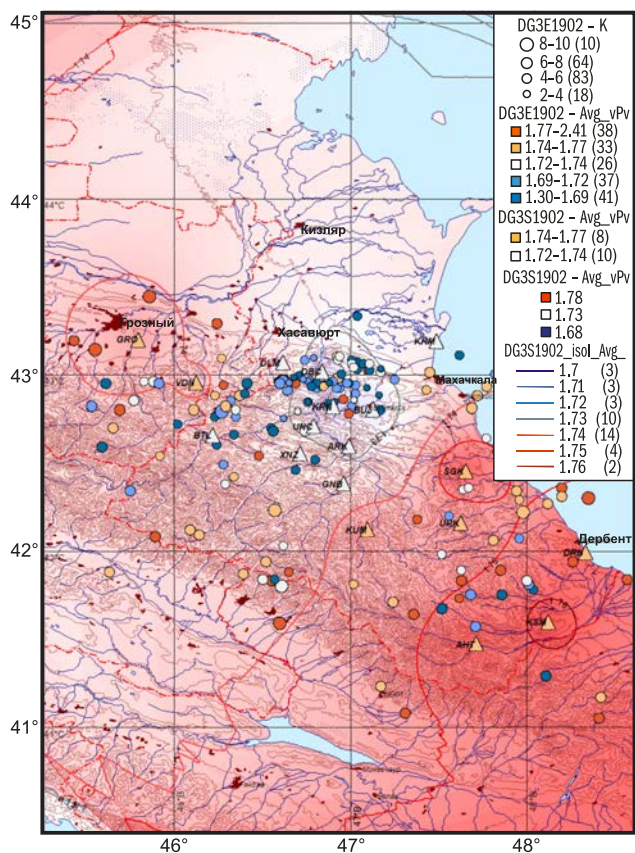 DG3E1902 – K
8–10 (10)
6–8 (64)
4–6 (83)
2–4 (18)
DG3E1902 – Avg_vPv
1.77–2.41 (38)
1.74–1.77 (33)
1.72–1.74 (26)
1.69–1.72 (37)
1.30–1.69 (41)
DG3S1902 – Avg_vPv
1.74–1.77 (8)
1.72–1.74 (10)
DG3S1902 – Avg_vPv
1.78
1.73
1.68
DG3S1902_isol_Avg_
1.7 (3)
1.71 (3)
1.72 (3)
1.73 (10)
1.74 (14)
1.75 (4)
1.76 (2)
45°
44°
43°
42°
41°
46°
47°
48°
44°C
Кизляр
Грозный
Хасавюрт
Махачкала
Дербент
GRO
VDN
DLM
DBC
KRM
BUJ
UNC
BTL
XNZ
ARK
GNB
SGK
KUM
URK
DRN
KSM
AHT